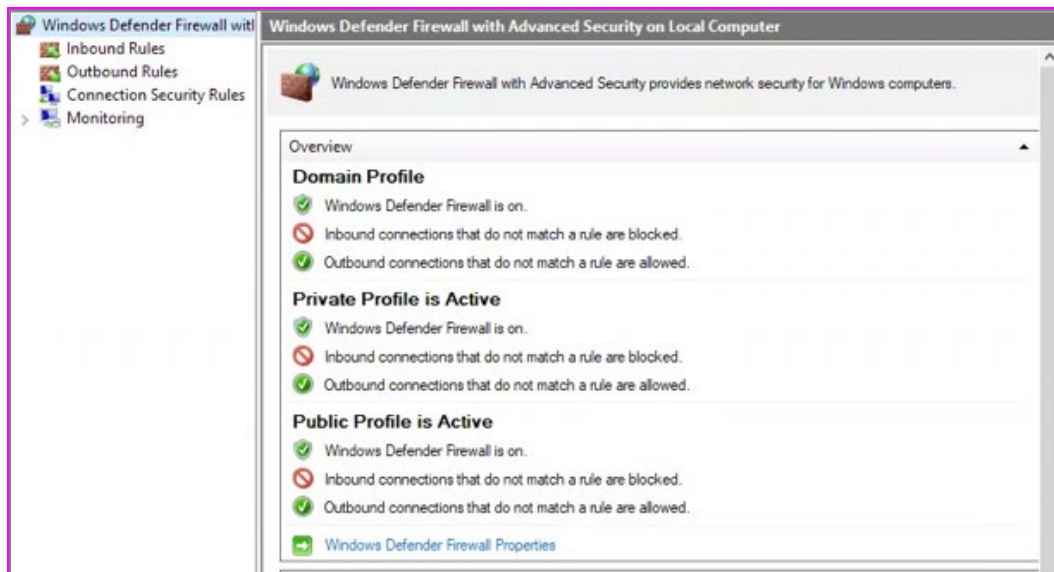 Windows Defender Firewall witl
Inbound Rules
Outbound Rules
Connection Security Rules
Monitoring
Windows Defender Firewall with Advanced Security on Local Computer
Windows Defender Firewall with Advanced Security provides network security for Windows computers.
Overview
Domain Profile
Windows Defender Firewall is on.
Inbound connections that do not match a rule are blocked.
Outbound connections that do not match a rule are allowed.
Private Profile is Active
Windows Defender Firewall is on.
Inbound connections that do not match a rule are blocked.
Outbound connections that do not match a rule are allowed.
Public Profile is Active
Windows Defender Firewall is on.
Inbound connections that do not match a rule are blocked.
Outbound connections that do not match a rule are allowed.
Windows Defender Firewall Properties